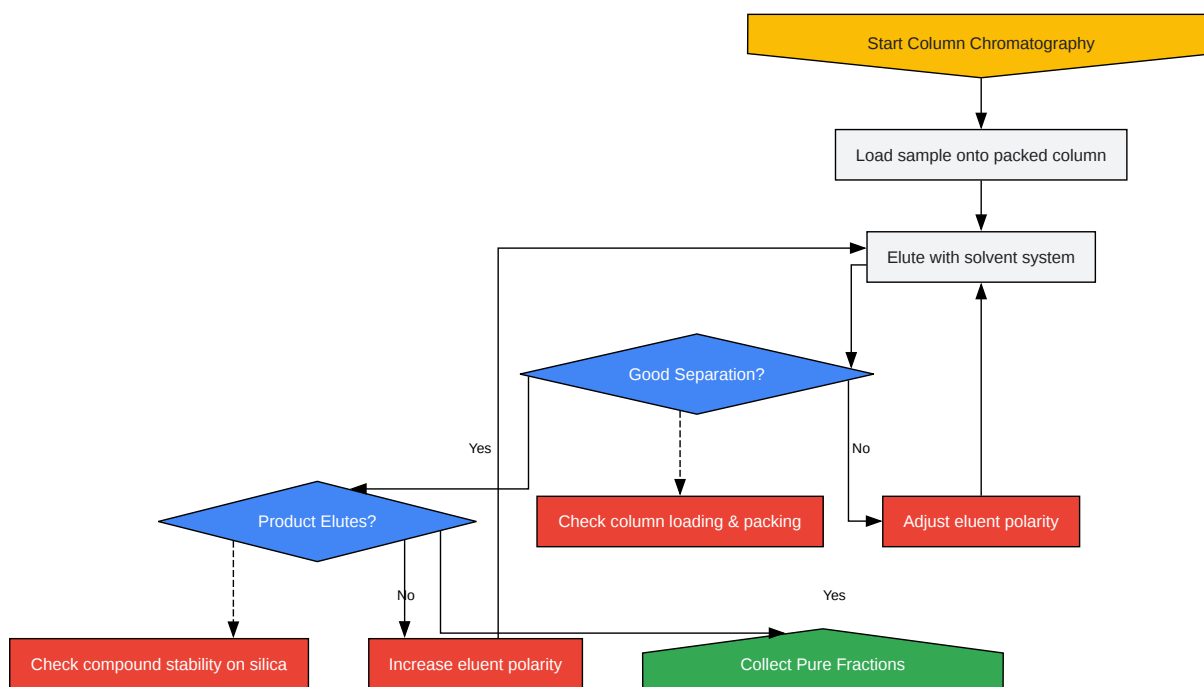 Start Column Chromatography
Load sample onto packed column
Elute with solvent system
Good Separation?
Yes
No
Product Elutes?
Check column loading & packing
Adjust eluent polarity
No
Yes
Check compound stability on silica
Increase eluent polarity
Collect Pure Fractions